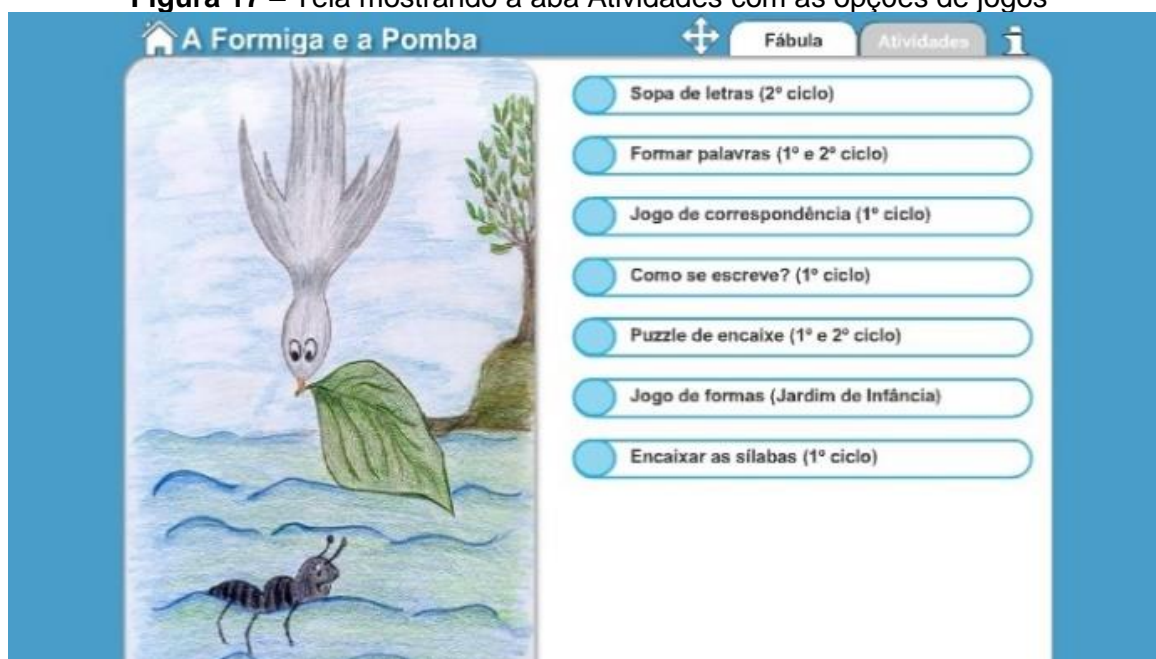 Figura 17 – Tela mostrando a aba Atividades com as opções de jogos
A Formiga e a Pomba
Fábula
Atividades
Sopa de letras (2º ciclo)
Formar palavras (1º e 2º ciclo)
Jogo de correspondência (1º ciclo)
Como se escreve? (1º ciclo)
Puzzle de encaixe (1º e 2º ciclo)
Jogo de formas (Jardim de Infância)
Encaixar as sílabas (1º ciclo)